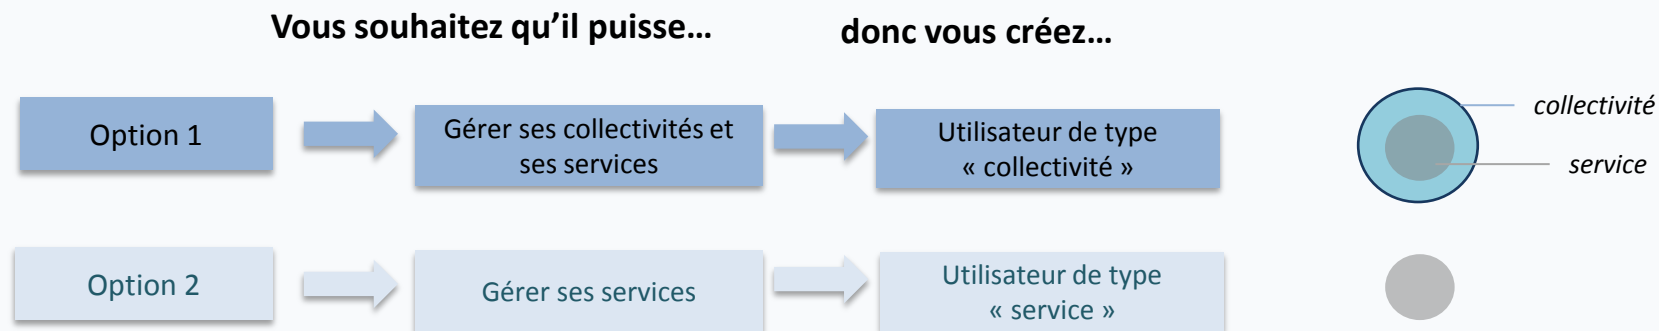 Vous souhaitez qu’il puisse…
donc vous créez…
Option 1
Gérer ses collectivités et
ses services
Utilisateur de type
« collectivité »
collectivité
service
Option 2
Gérer ses services
Utilisateur de type
« service »